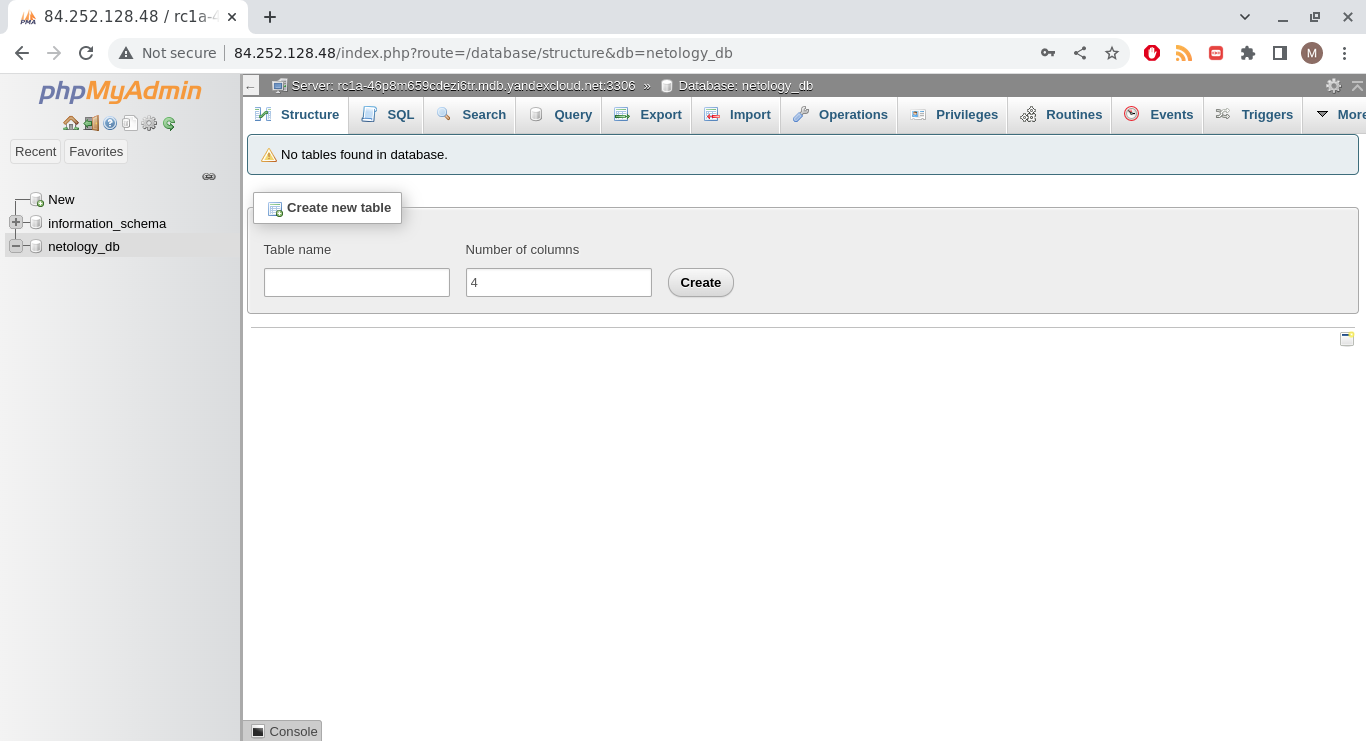 84.252.128.48 / rc1a-4
Not secure
84.252.128.48/index.php?route=/database/structure&db=netology_db
M
phpMyAdmin
Recent
Favorites
New
information_schema
netology_db
Server: rc1a-46p8m659cdezi6tr.mdb.yandexcloud.net:3306 » Database: netology_db
Structure
SQL
Search
Query
Export
Import
Operations
Privileges
Routines
Events
Triggers
More
No tables found in database.
Create new table
Table name
Number of columns
4
Create
Console